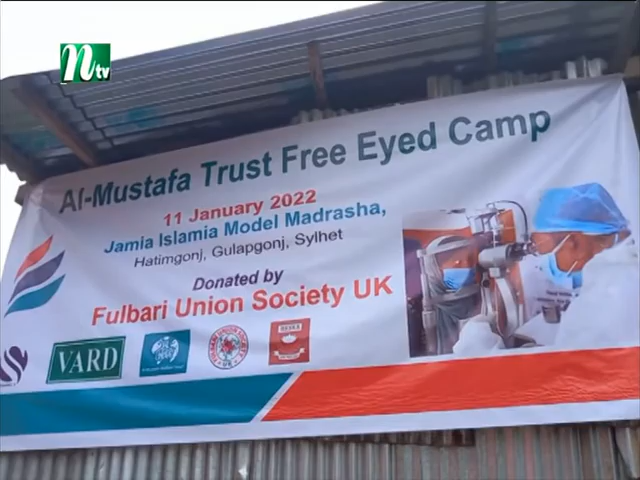 ntv
Al-Mustafa Trust Free Eyed Camp
11 January 2022
Jamia Islamia Model Madrasha,
Hatimgonj, Gulapgonj, Sylhet
Donated by
Fulbari Union Society UK
VARD